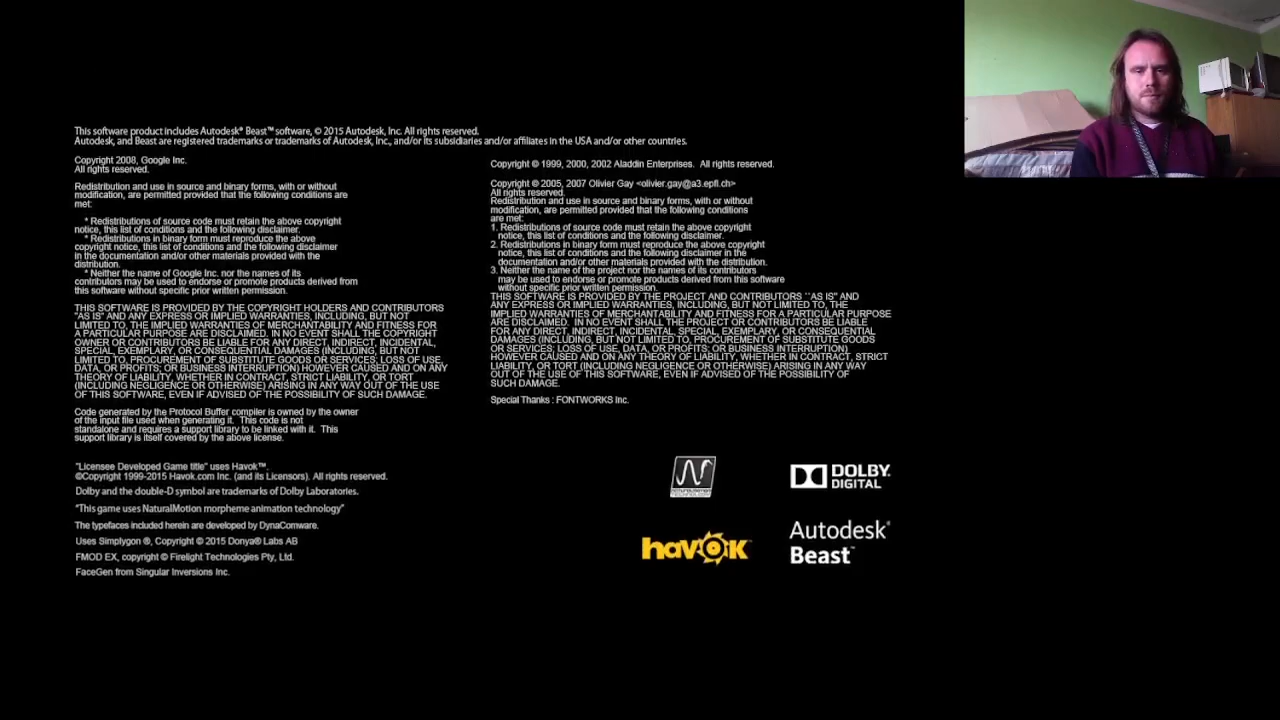 This software product includes Autodesk® Beast™ software, © 2015 Autodesk, Inc. All rights reserved.
Autodesk, and Beast are registered trademarks or trademarks of Autodesk, Inc., and/or its subsidiaries and/or affiliates in the USA and/or other countries.
Copyright 2008, Google Inc.
All rights reserved.
Redistribution and use in source and binary forms, with or without
modification, are permitted provided that the following conditions are
met:
* Redistributions of source code must retain the above copyright
notice, this list of conditions and the following disclaimer.
* Redistributions in binary form must reproduce the above
copyright notice, this list of conditions and the following disclaimer
in the documentation and/or other materials provided with the
distribution.
* Neither the name of Google Inc. nor the names of its
contributors may be used to endorse or promote products derived from
this software without specific prior written permission.
THIS SOFTWARE IS PROVIDED BY THE COPYRIGHT HOLDERS AND CONTRIBUTORS
"AS IS" AND ANY EXPRESS OR IMPLIED WARRANTIES, INCLUDING, BUT NOT
LIMITED TO, THE IMPLIED WARRANTIES OF MERCHANTABILITY AND FITNESS FOR
A PARTICULAR PURPOSE ARE DISCLAIMED. IN NO EVENT SHALL THE COPYRIGHT
OWNER OR CONTRIBUTORS BE LIABLE FOR ANY DIRECT, INDIRECT, INCIDENTAL,
SPECIAL, EXEMPLARY, OR CONSEQUENTIAL DAMAGES (INCLUDING, BUT NOT
LIMITED TO, PROCUREMENT OF SUBSTITUTE GOODS OR SERVICES; LOSS OF USE,
DATA, OR PROFITS; OR BUSINESS INTERRUPTION) HOWEVER CAUSED AND ON ANY
THEORY OF LIABILITY, WHETHER IN CONTRACT, STRICT LIABILITY, OR TORT
(INCLUDING NEGLIGENCE OR OTHERWISE) ARISING IN ANY WAY OUT OF THE USE
OF THIS SOFTWARE, EVEN IF ADVISED OF THE POSSIBILITY OF SUCH DAMAGE.
Code generated by the Protocol Buffer compiler is owned by the owner
of the input file used when generating it. This code is not
standalone and requires a support library to be linked with it. This
support library is itself covered by the above license.
"Licensee Developed Game title" uses Havok™.
©Copyright 1999-2015 Havok.com Inc. (and its Licensors). All rights reserved.
Dolby and the double-D symbol are trademarks of Dolby Laboratories.
"This game uses NaturalMotion morpheme animation technology"
The typefaces included herein are developed by DynaComware.
Uses Simplygon ®, Copyright © 2015 Donya® Labs AB
FMOD EX, copyright © Firelight Technologies Pty, Ltd.
FaceGen from Singular Inversions Inc.
Copyright © 1999, 2000, 2002 Aladdin Enterprises. All rights reserved.
Copyright © 2005, 2007 Olivier Gay <olivier.gay@a3.epfl.ch>
All rights reserved.
Redistribution and use in source and binary forms, with or without
modification, are permitted provided that the following conditions
are met:
1. Redistributions of source code must retain the above copyright
notice, this list of conditions and the following disclaimer.
2. Redistributions in binary form must reproduce the above copyright
notice, this list of conditions and the following disclaimer in the
documentation and/or other materials provided with the distribution.
3. Neither the name of the project nor the names of its contributors
may be used to endorse or promote products derived from this software
without specific prior written permission.
THIS SOFTWARE IS PROVIDED BY THE PROJECT AND CONTRIBUTORS ``AS IS'' AND
ANY EXPRESS OR IMPLIED WARRANTIES, INCLUDING, BUT NOT LIMITED TO, THE
IMPLIED WARRANTIES OF MERCHANTABILITY AND FITNESS FOR A PARTICULAR PURPOSE
ARE DISCLAIMED. IN NO EVENT SHALL THE PROJECT OR CONTRIBUTORS BE LIABLE
FOR ANY DIRECT, INDIRECT, INCIDENTAL, SPECIAL, EXEMPLARY, OR CONSEQUENTIAL
DAMAGES (INCLUDING, BUT NOT LIMITED TO, PROCUREMENT OF SUBSTITUTE GOODS
OR SERVICES; LOSS OF USE, DATA, OR PROFITS; OR BUSINESS INTERRUPTION)
HOWEVER CAUSED AND ON ANY THEORY OF LIABILITY, WHETHER IN CONTRACT, STRICT
LIABILITY, OR TORT (INCLUDING NEGLIGENCE OR OTHERWISE) ARISING IN ANY WAY
OUT OF THE USE OF THIS SOFTWARE, EVEN IF ADVISED OF THE POSSIBILITY OF
SUCH DAMAGE.
Special Thanks : FONTWORKS Inc.
DOLBY
DIGITAL
havok™
Autodesk®
Beast™